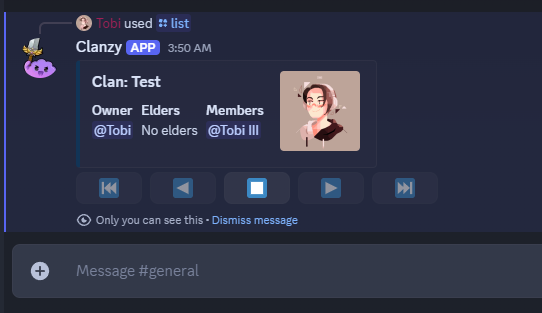 Tobi used list
Clanzy APP 3:50 AM
Clan: Test
Owner Elders Members
@Tobi No elders @Tobi III
Only you can see this • Dismiss message
Message #general